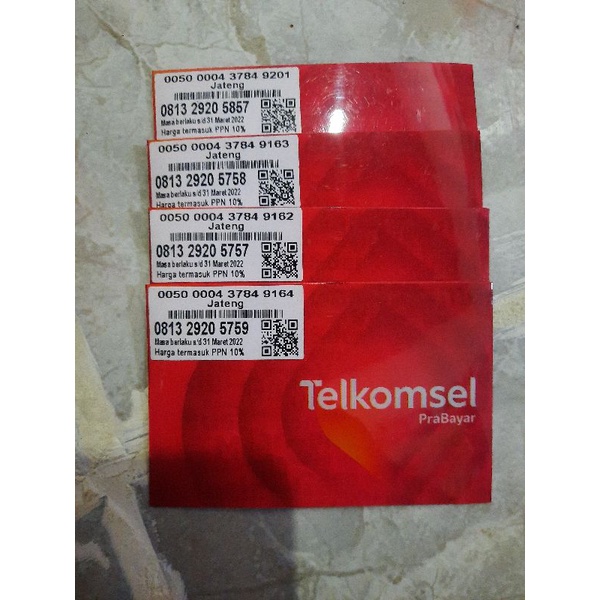 0050 0004 3784 9201
Jateng
0813 2920 5857
Masa berlaku s/d 31 Maret 2022
Harga termasuk PPN 10%
0050 0004 3784 9163
Jateng
0813 2920 5758
Masa berlaku s/d 31 Maret 2022
Harga termasuk PPN 10%
0050 0004 3784 9162
Jateng
0813 2920 5757
Masa berlaku s/d 31 Maret 2022
Harga termasuk PPN 10%
0050 0004 3784 9164
Jateng
0813 2920 5759
Masa berlaku s/d 31 Maret 2022
Harga termasuk PPN 10%
Telkomsel
PraBayar